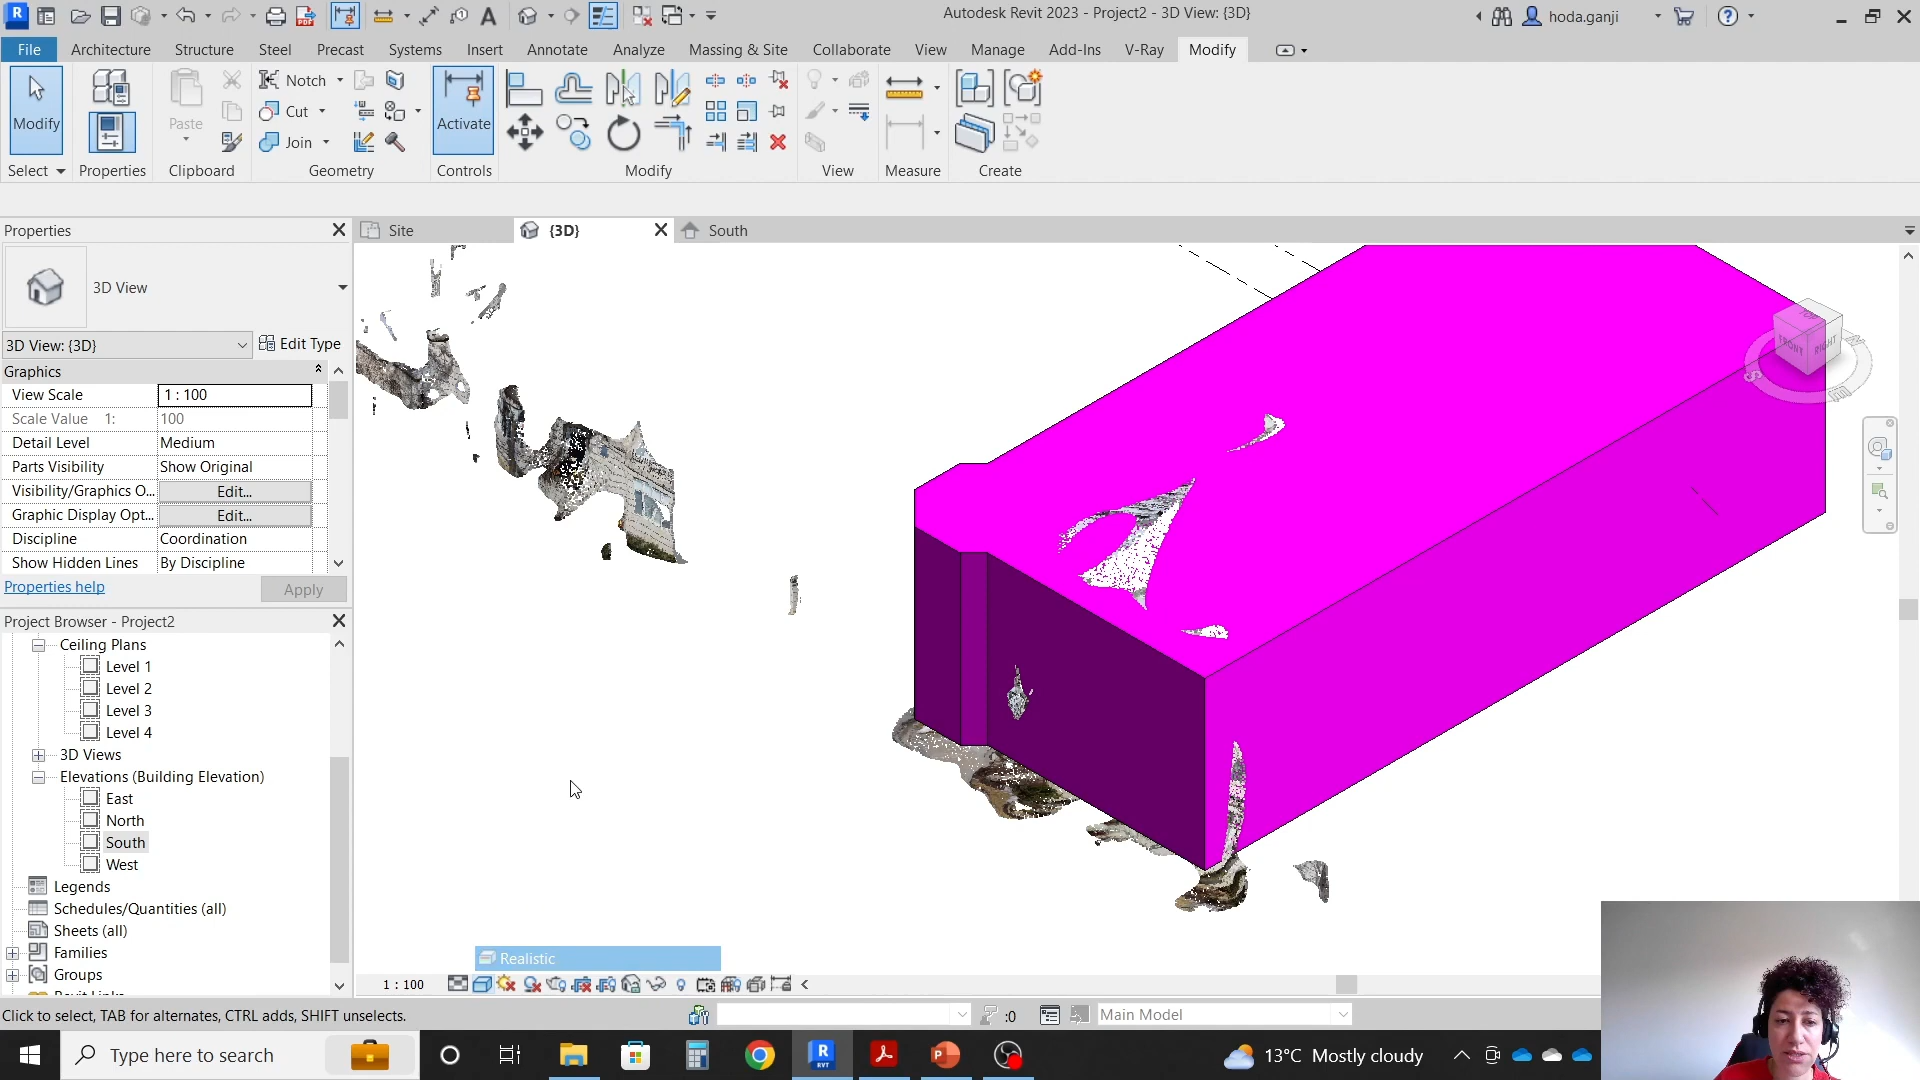 Autodesk Revit 2023 - Project2 - 3D View: {3D}
hoda.ganji
File Architecture Structure Steel Precast Systems Insert Annotate Analyze Massing & Site Collaborate View Manage Add-Ins V-Ray Modify
Modify
Paste
Notch
Cut
Join
Activate
Select Properties Clipboard Geometry Controls Modify View Measure Create
Properties
Site
{3D}
South
3D View
3D View: {3D}
Edit Type
Graphics
View Scale 1 : 100
Scale Value 1: 100
Detail Level Medium
Parts Visibility Show Original
Visibility/Graphics O... Edit...
Graphic Display Opt... Edit...
Discipline Coordination
Show Hidden Lines By Discipline
Properties help
Apply
Project Browser - Project2
Ceiling Plans
Level 1
Level 2
Level 3
Level 4
3D Views
Elevations (Building Elevation)
East
North
South
West
Legends
Schedules/Quantities (all)
Sheets (all)
Families
Groups
TOP
FRONT
RIGHT
S
Realistic
1 : 100
Click to select, TAB for alternates, CTRL adds, SHIFT unselects.
:0
Main Model
Type here to search
13°C Mostly cloudy